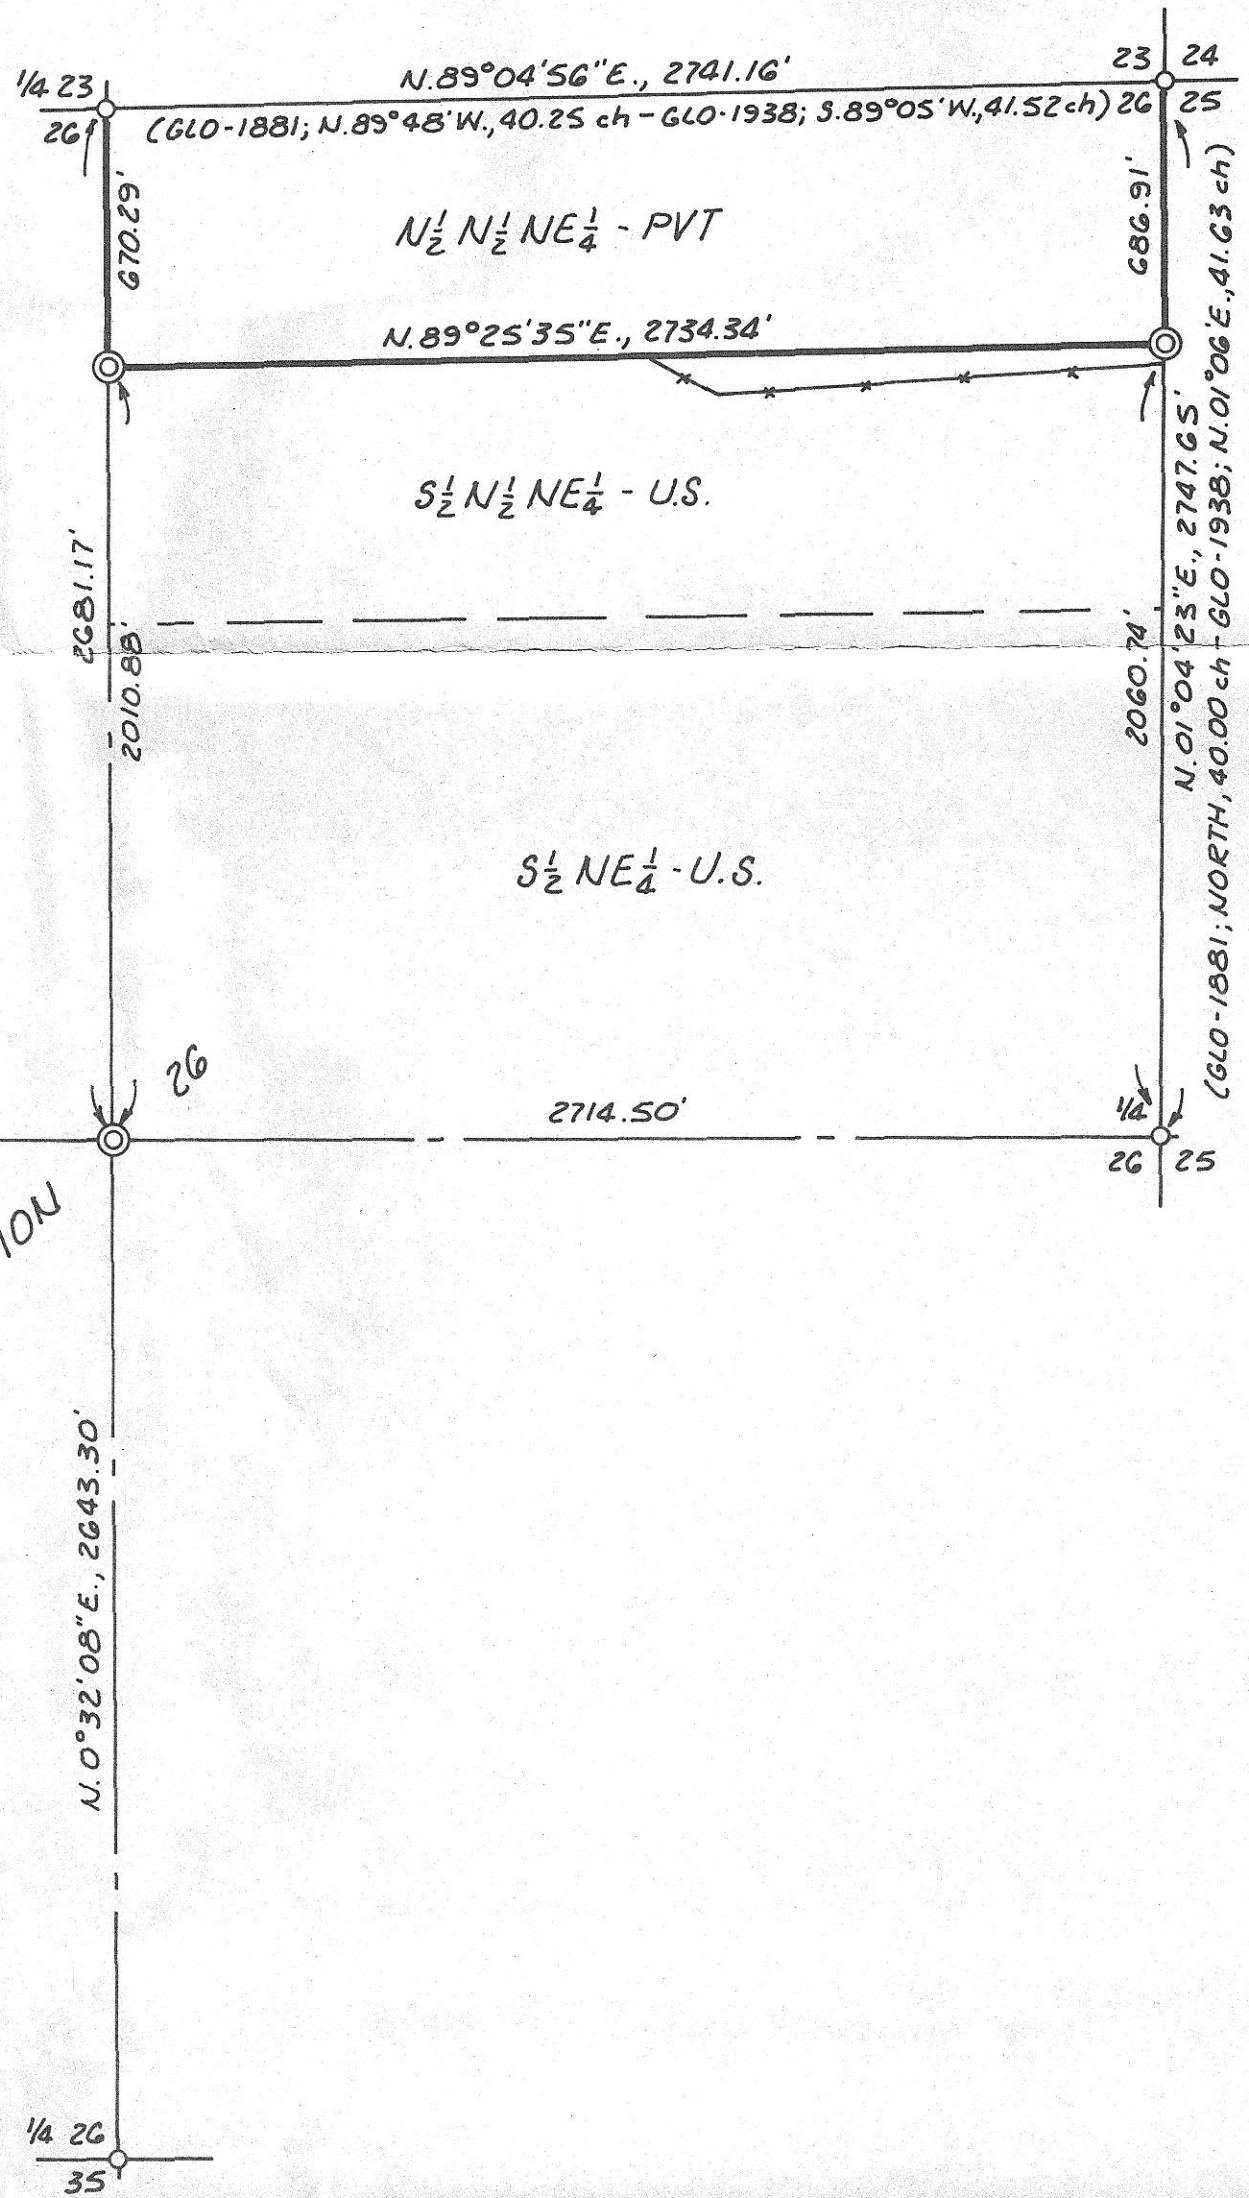 N.89°04'56"E., 2741.16'
1/4 23
26
23 24
26 25
(GLO-1881; N.89°48'W., 40.25 ch - GLO-1938; S.89°05'W., 41.52 ch)
670.29'
686.91'
N½ N½ NE¼ - PVT
N.89°25'35"E., 2734.34'
S½ N½ NE¼ - U.S.
2681.17'
2010.88'
2060.74'
N.01°04'23"E., 2747.65'
(GLO-1881; NORTH, 40.00 ch - GLO-1938; N.01°06'E., 41.63 ch)
S½ NE¼ - U.S.
26
2714.50'
1/4
26 25
ION
N.0°32'08"E., 2643.30'
1/4 26
35